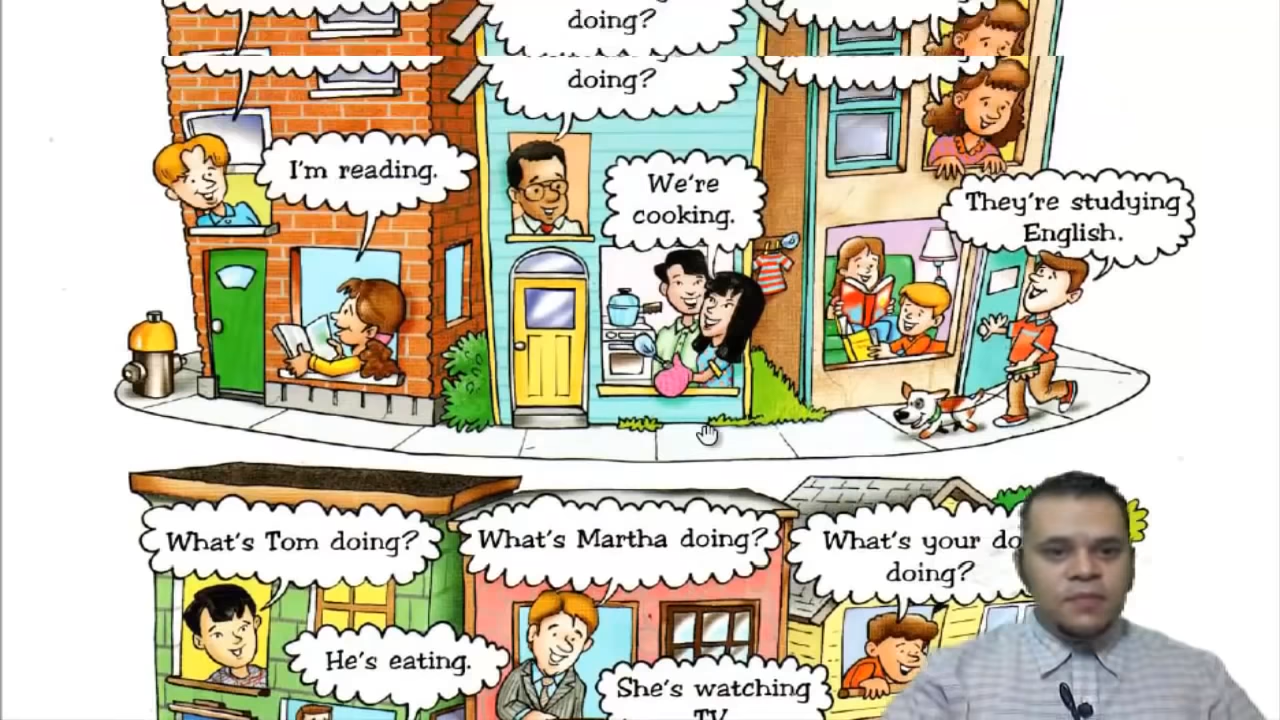 doing?
doing?
I'm reading.
We're
cooking.
They're studying
English.
What's Tom doing?
What's Martha doing?
What's your do
doing?
He's eating.
She's watching
TV.